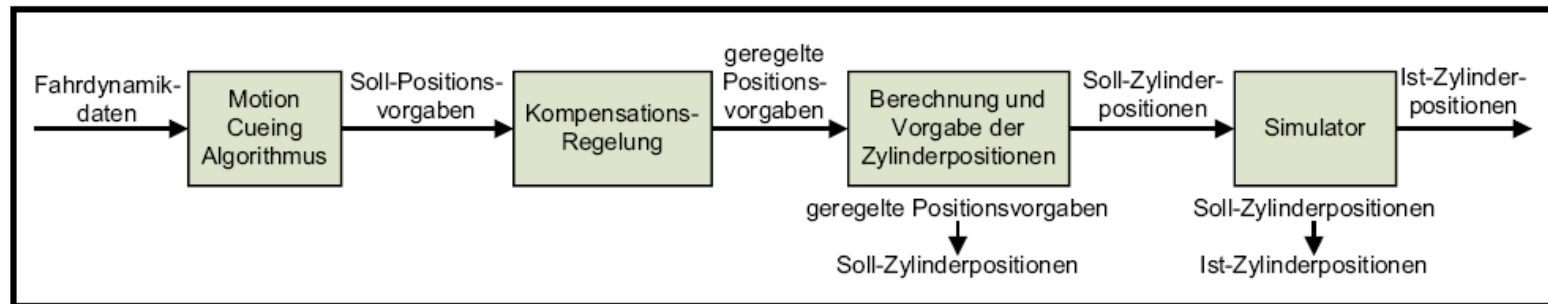 Fahrdynamik-
daten
Motion
Cueing
Algorithmus
Soll-Positions-
vorgaben
Kompensations-
Regelung
geregelte
Positions-
vorgaben
Berechnung und
Vorgabe der
Zylinderpositionen
Soll-Zylinder-
positionen
Simulator
Ist-Zylinder-
positionen
geregelte Positionsvorgaben
Soll-Zylinderpositionen
Soll-Zylinderpositionen
Ist-Zylinderpositionen